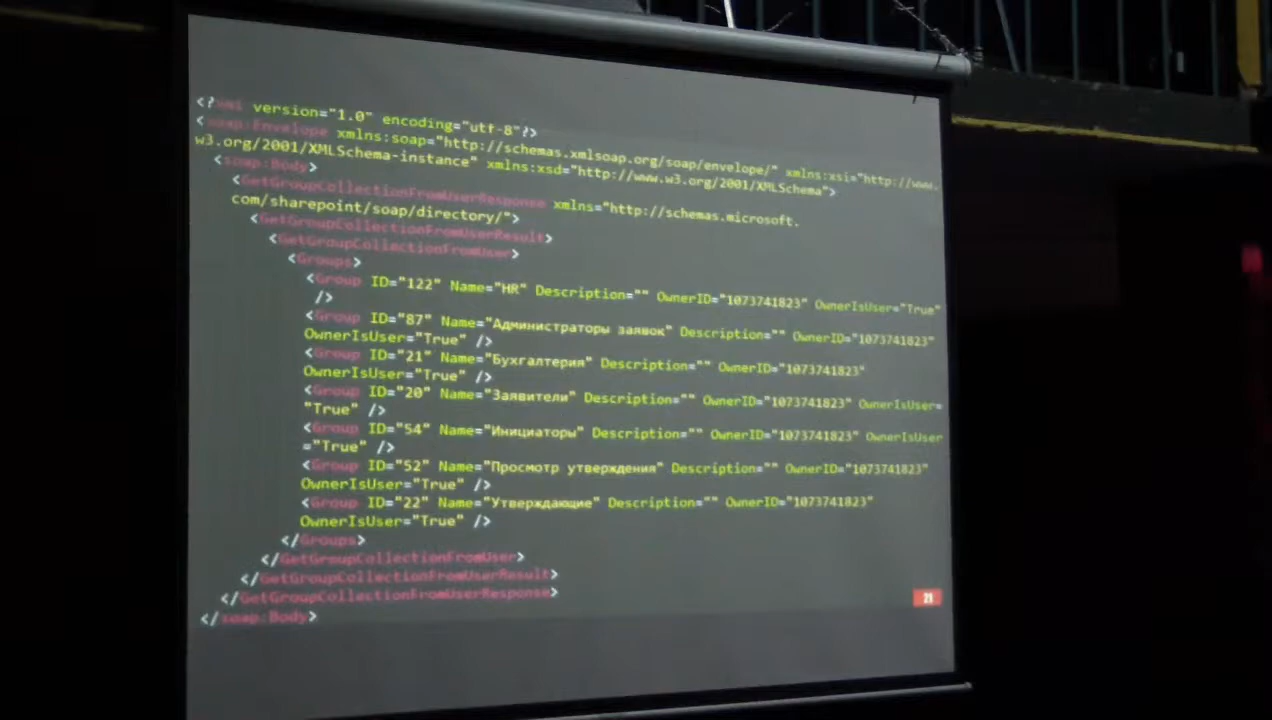 <?xml version="1.0" encoding="utf-8"?>
<soap:Envelope xmlns:soap="http://schemas.xmlsoap.org/soap/envelope/" xmlns:xsi="http://www.
w3.org/2001/XMLSchema-instance" xmlns:xsd="http://www.w3.org/2001/XMLSchema">
<soap:Body>
<GetGroupCollectionFromUserResponse xmlns="http://schemas.microsoft.
com/sharepoint/soap/directory/">
<GetGroupCollectionFromUserResult>
<GetGroupCollectionFromUser>
<Groups>
<Group ID="122" Name="HR" Description="" OwnerID="1073741823" OwnerIsUser="True"
/>
<Group ID="87" Name="Администраторы заявок" Description="" OwnerID="1073741823"
OwnerIsUser="True" />
<Group ID="21" Name="Бухгалтерия" Description="" OwnerID="1073741823"
OwnerIsUser="True" />
<Group ID="20" Name="Заявители" Description="" OwnerID="1073741823" OwnerIsUser=
"True" />
<Group ID="54" Name="Инициаторы" Description="" OwnerID="1073741823" OwnerIsUser
="True" />
<Group ID="52" Name="Просмотр утверждения" Description="" OwnerID="1073741823"
OwnerIsUser="True" />
<Group ID="22" Name="Утверждающие" Description="" OwnerID="1073741823"
OwnerIsUser="True" />
</Groups>
</GetGroupCollectionFromUser>
</GetGroupCollectionFromUserResult>
</GetGroupCollectionFromUserResponse>
</soap:Body>
21